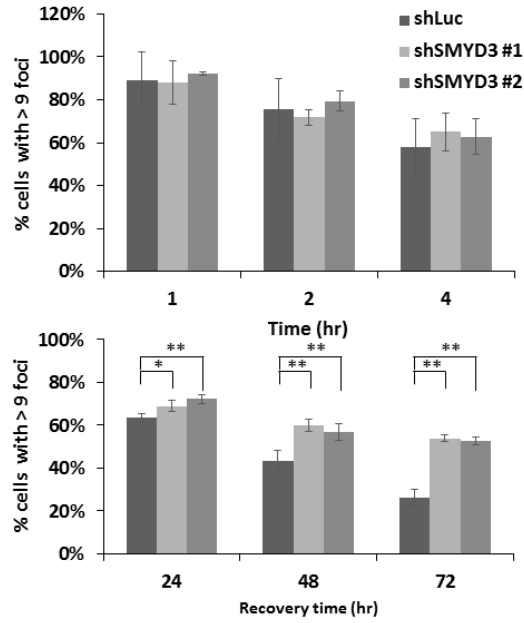 120%
100%
80%
60%
40%
20%
0%
% cells with > 9 foci
shLuc
shSMYD3 #1
shSMYD3 #2
1 2 4
Time (hr)
100%
80%
60%
40%
20%
0%
% cells with > 9 foci
** ** **
* ** **
24 48 72
Recovery time (hr)